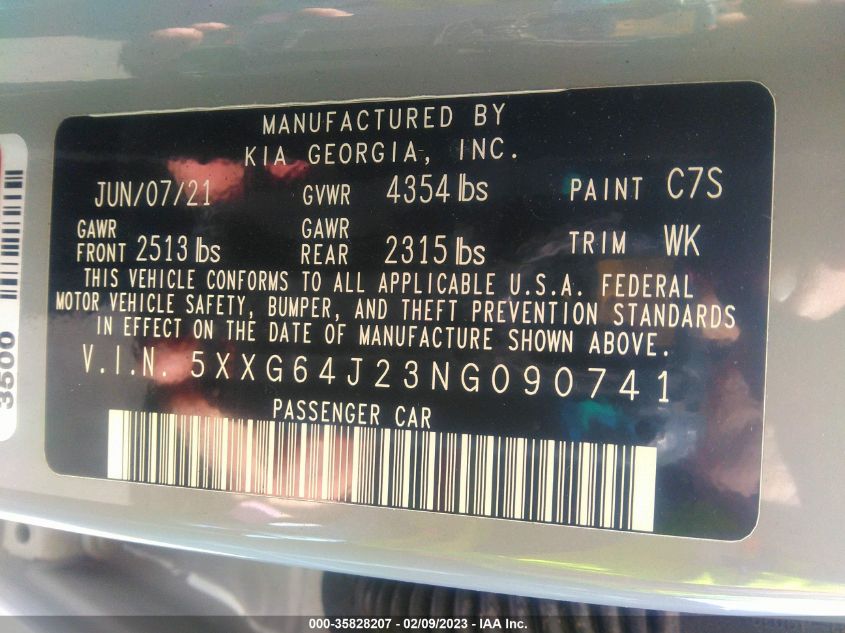 MANUFACTURED BY
KIA GEORGIA, INC.
JUN/07/21 GVWR 4354 lbs PAINT C7S
GAWR FRONT 2513 lbs GAWR REAR 2315 lbs TRIM WK
THIS VEHICLE CONFORMS TO ALL APPLICABLE U.S.A. FEDERAL
MOTOR VEHICLE SAFETY, BUMPER, AND THEFT PREVENTION STANDARDS
IN EFFECT ON THE DATE OF MANUFACTURE SHOWN ABOVE.
V.I.N. 5XXG64J23NG090741
PASSENGER CAR
3500
000-35828207 - 02/09/2023 - IAA Inc.